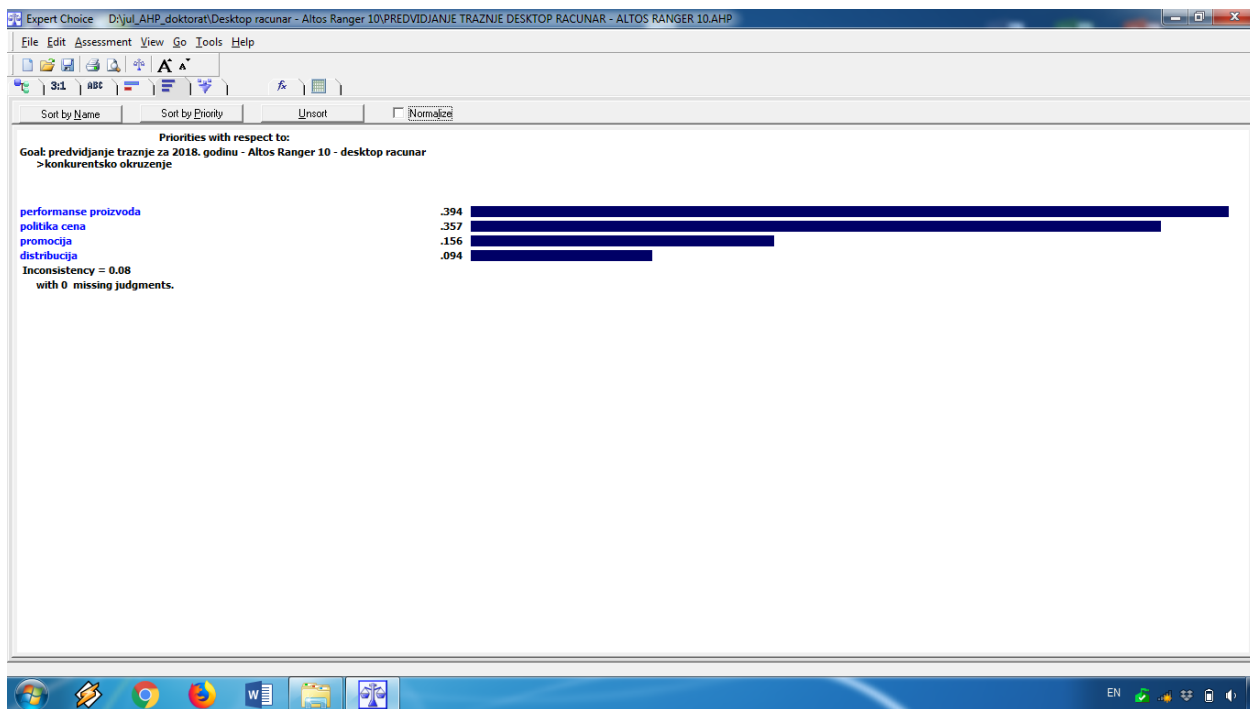 Expert Choice D:\jul_AHP_doktorat\Desktop racunar - Altos Ranger 10\PREDVIDJANJE TRAZNJE DESKTOP RACUNAR - ALTOS RANGER 10.AHP
File Edit Assessment View Go Tools Help
A A
3:1 ABC fx
Sort by Name Sort by Priority Unsort Normalize
Priorities with respect to:
Goal: predvidjanje traznje za 2018. godinu - Altos Ranger 10 - desktop racunar
>konkurentsko okruzenje
performanse proizvoda .394
politika cena .357
promocija .156
distribucija .094
Inconsistency = 0.08
with 0 missing judgments.
W EN